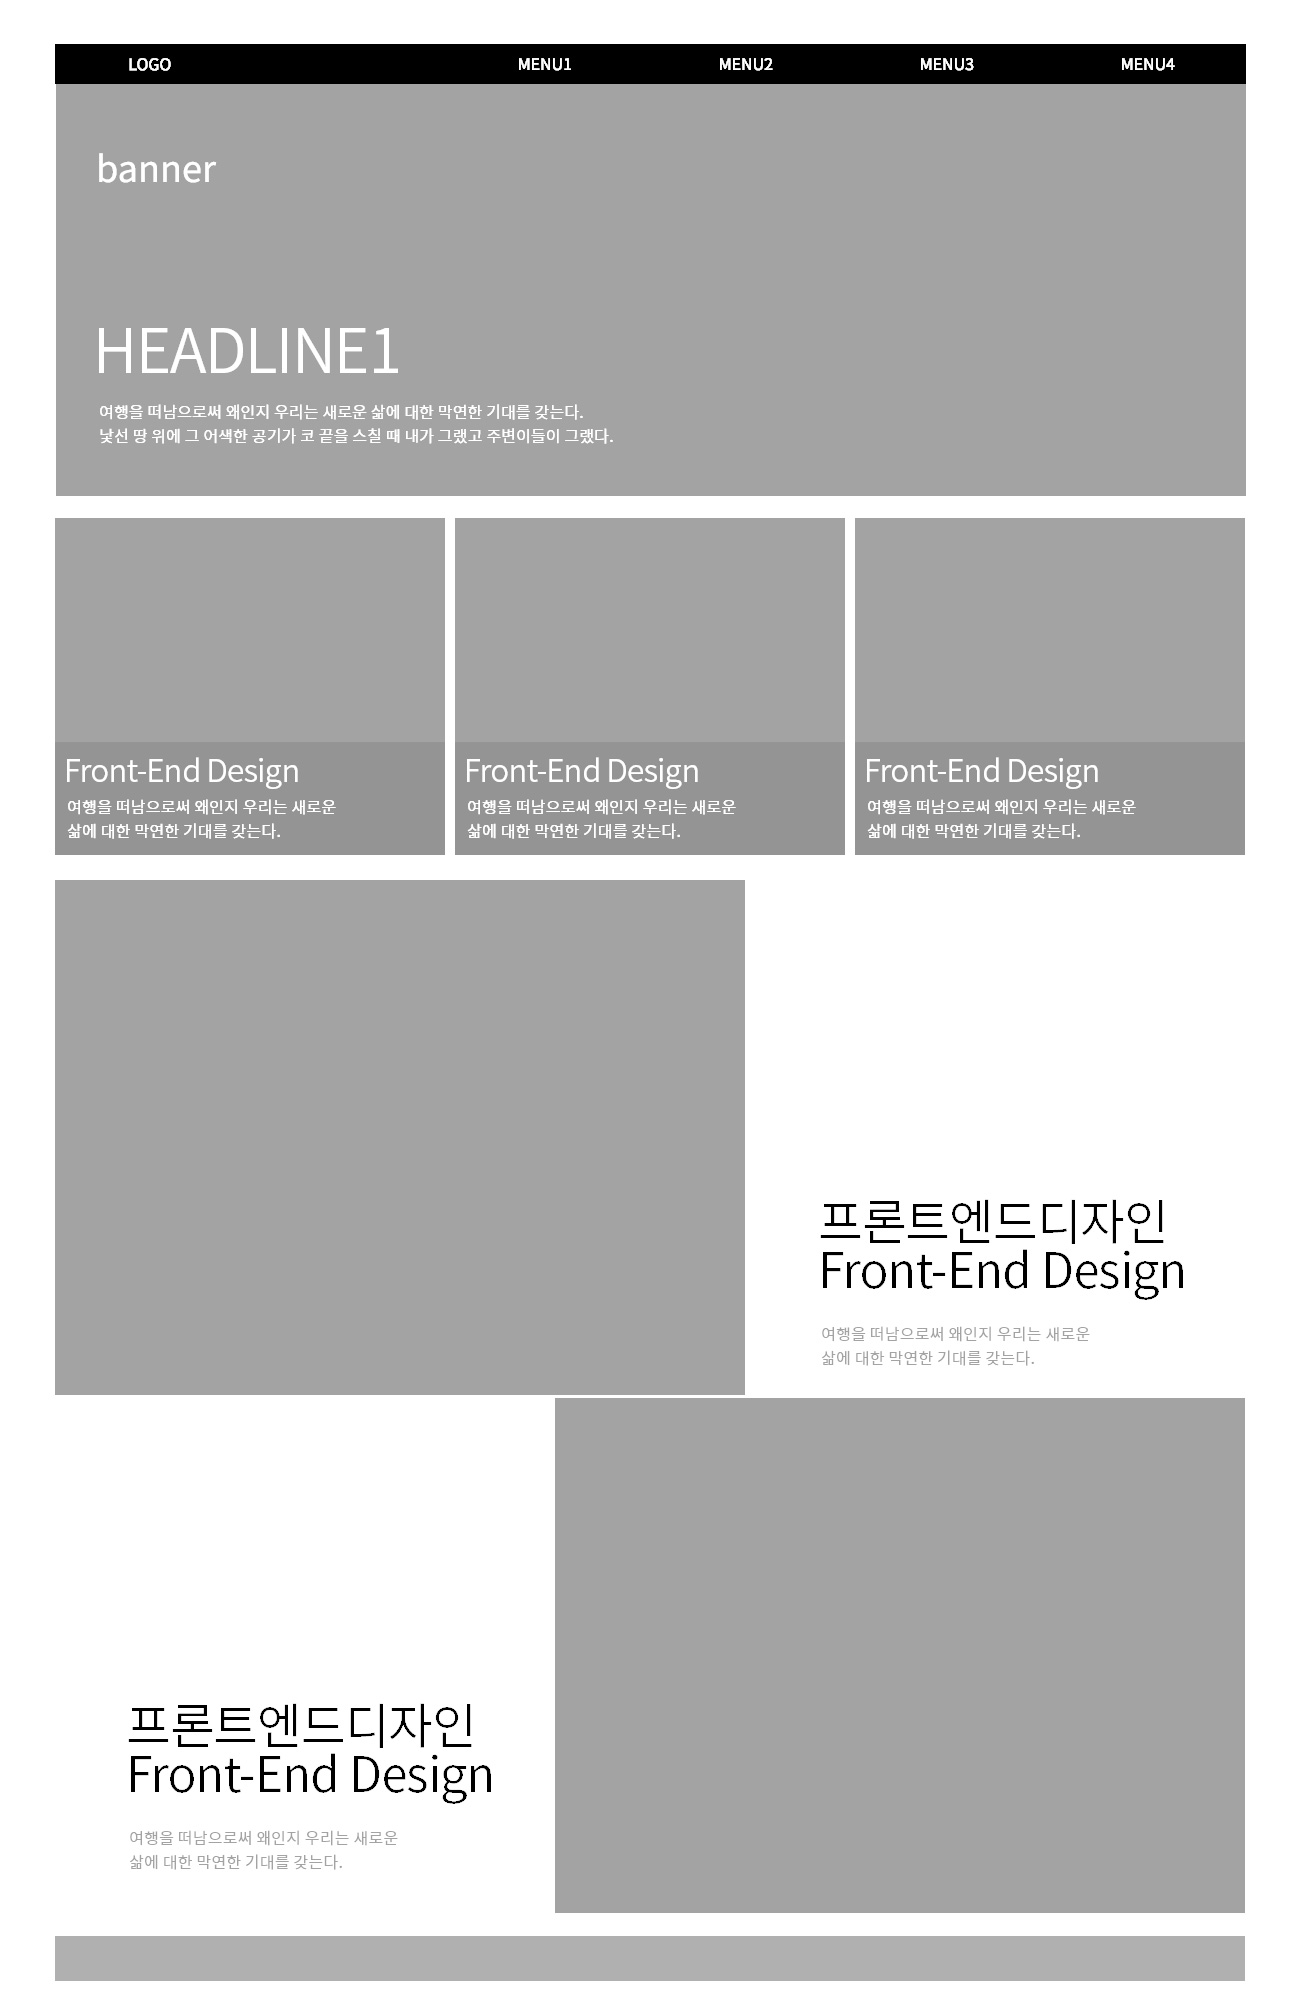 LOGO MENU1 MENU2 MENU3 MENU4
banner
HEADLINE1
여행을 떠남으로써 왜인지 우리는 새로운 삶에 대한 막연한 기대를 갖는다.
낯선 땅 위에 그 어색한 공기가 코 끝을 스칠 때 내가 그랬고 주변이들이 그랬다.
Front-End Design
여행을 떠남으로써 왜인지 우리는 새로운
삶에 대한 막연한 기대를 갖는다.
Front-End Design
여행을 떠남으로써 왜인지 우리는 새로운
삶에 대한 막연한 기대를 갖는다.
Front-End Design
여행을 떠남으로써 왜인지 우리는 새로운
삶에 대한 막연한 기대를 갖는다.
프론트엔드디자인
Front-End Design
여행을 떠남으로써 왜인지 우리는 새로운
삶에 대한 막연한 기대를 갖는다.
프론트엔드디자인
Front-End Design
여행을 떠남으로써 왜인지 우리는 새로운
삶에 대한 막연한 기대를 갖는다.